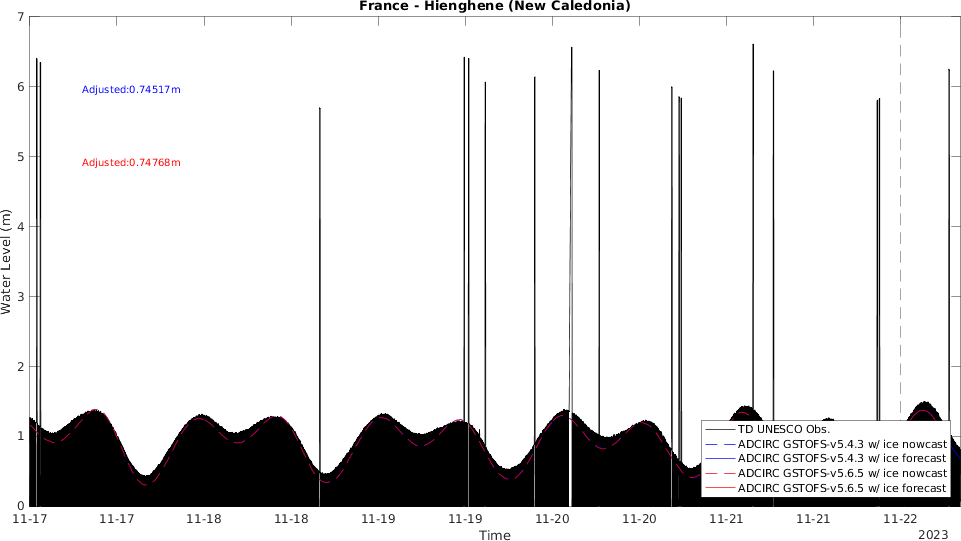 France - Hienghene (New Caledonia)
7
6
5
4
3
2
1
0
Water Level (m)
Adjusted:0.74517m
Adjusted:0.74768m
TD UNESCO Obs.
ADCIRC GSTOFS-v5.4.3 w/ ice nowcast
ADCIRC GSTOFS-v5.4.3 w/ ice forecast
ADCIRC GSTOFS-v5.6.5 w/ ice nowcast
ADCIRC GSTOFS-v5.6.5 w/ ice forecast
11-17 11-17 11-18 11-18 11-19 11-19 11-20 11-20 11-21 11-21 11-22
Time
2023